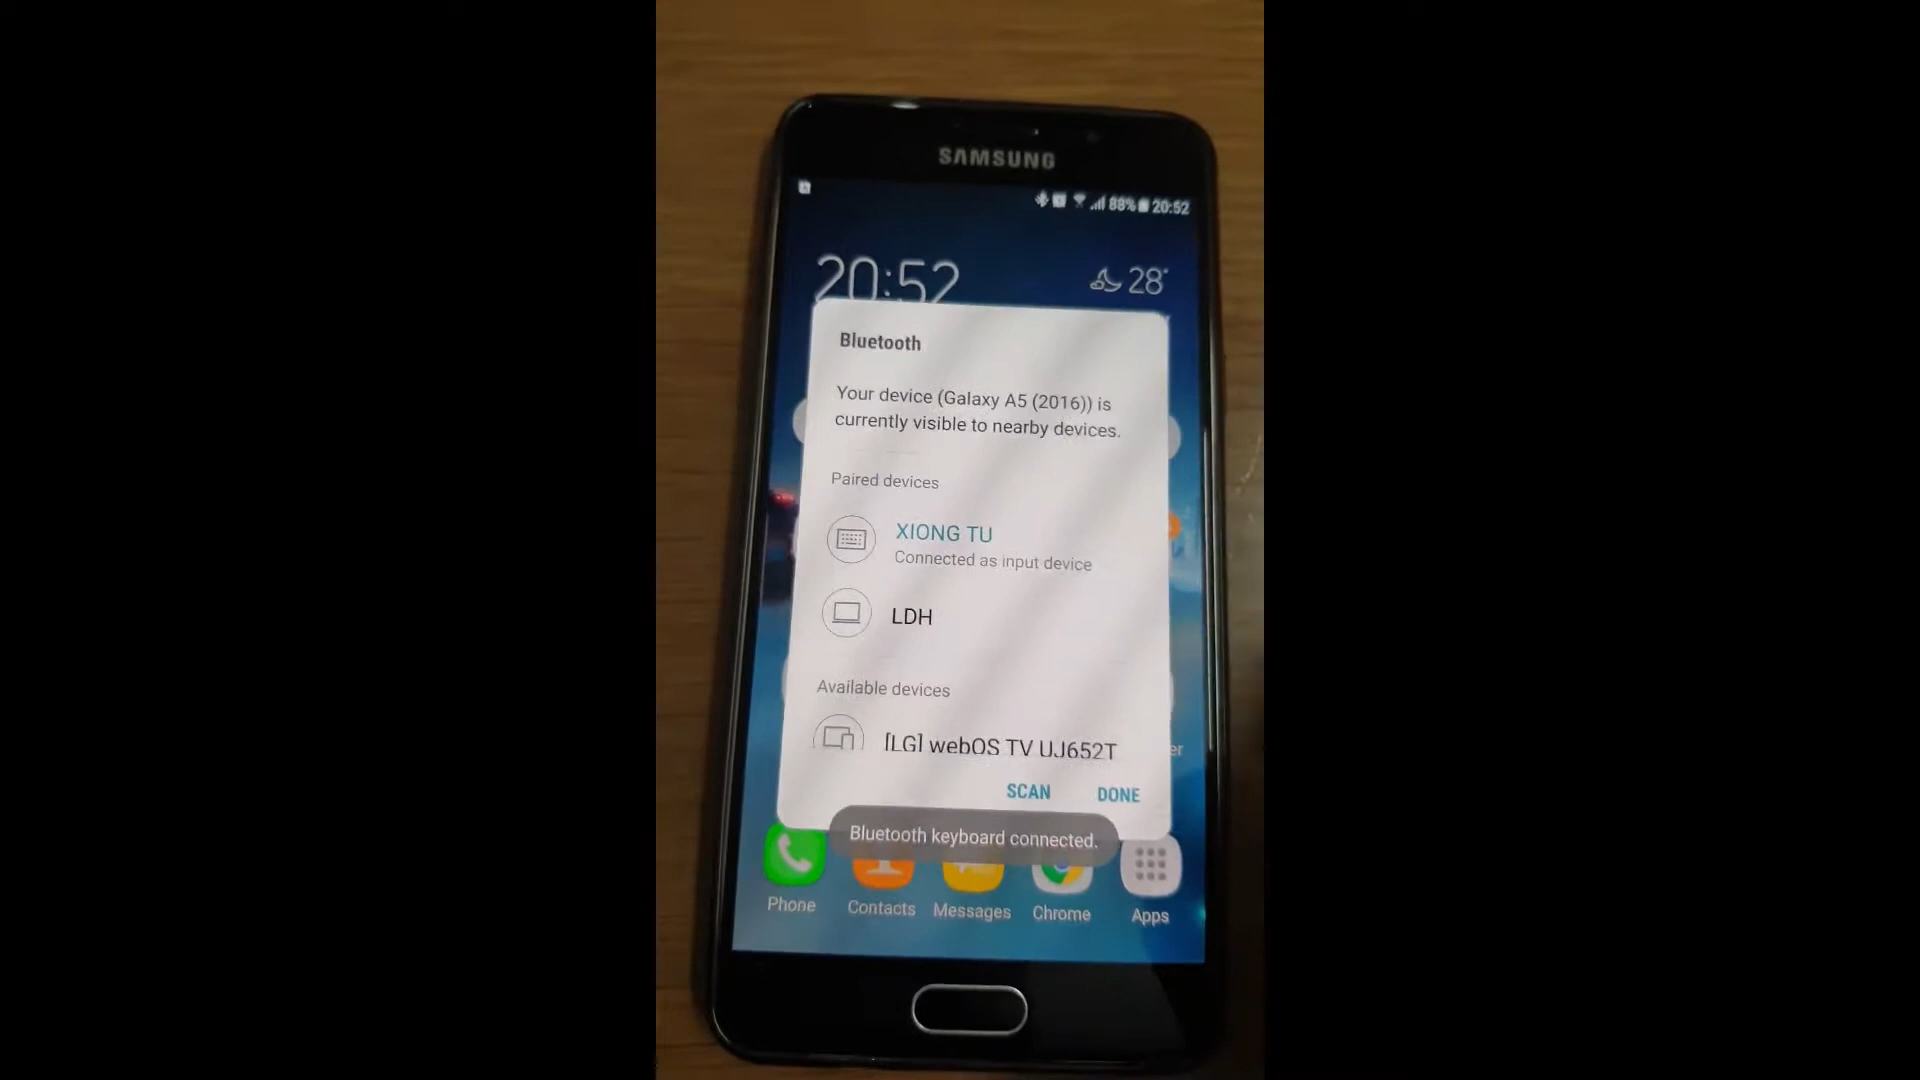 SAMSUNG
88% 20:52
20:52
28°
Bluetooth
Your device (Galaxy A5 (2016)) is
currently visible to nearby devices.
Paired devices
XIONG TU
Connected as input device
LDH
Available devices
[LG] webOS TV UJ652T
er
SCAN DONE
Bluetooth keyboard connected.
Phone Contacts Messages Chrome Apps